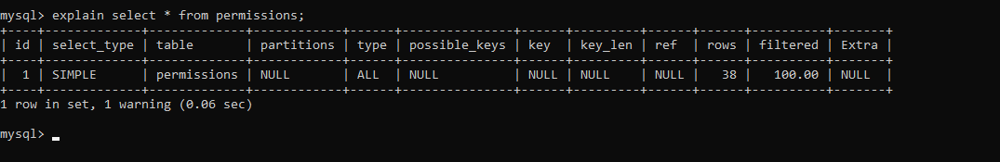 mysql> explain select * from permissions;
+----+-------------+-------------+------------+------+---------------+------+---------+------+------+----------+-------+
| id | select_type | table       | partitions | type | possible_keys | key  | key_len | ref  | rows | filtered | Extra |
+----+-------------+-------------+------------+------+---------------+------+---------+------+------+----------+-------+
|  1 | SIMPLE      | permissions | NULL       | ALL  | NULL          | NULL | NULL    | NULL |   38 |   100.00 | NULL  |
+----+-------------+-------------+------------+------+---------------+------+---------+------+------+----------+-------+
1 row in set, 1 warning (0.06 sec)
mysql> _